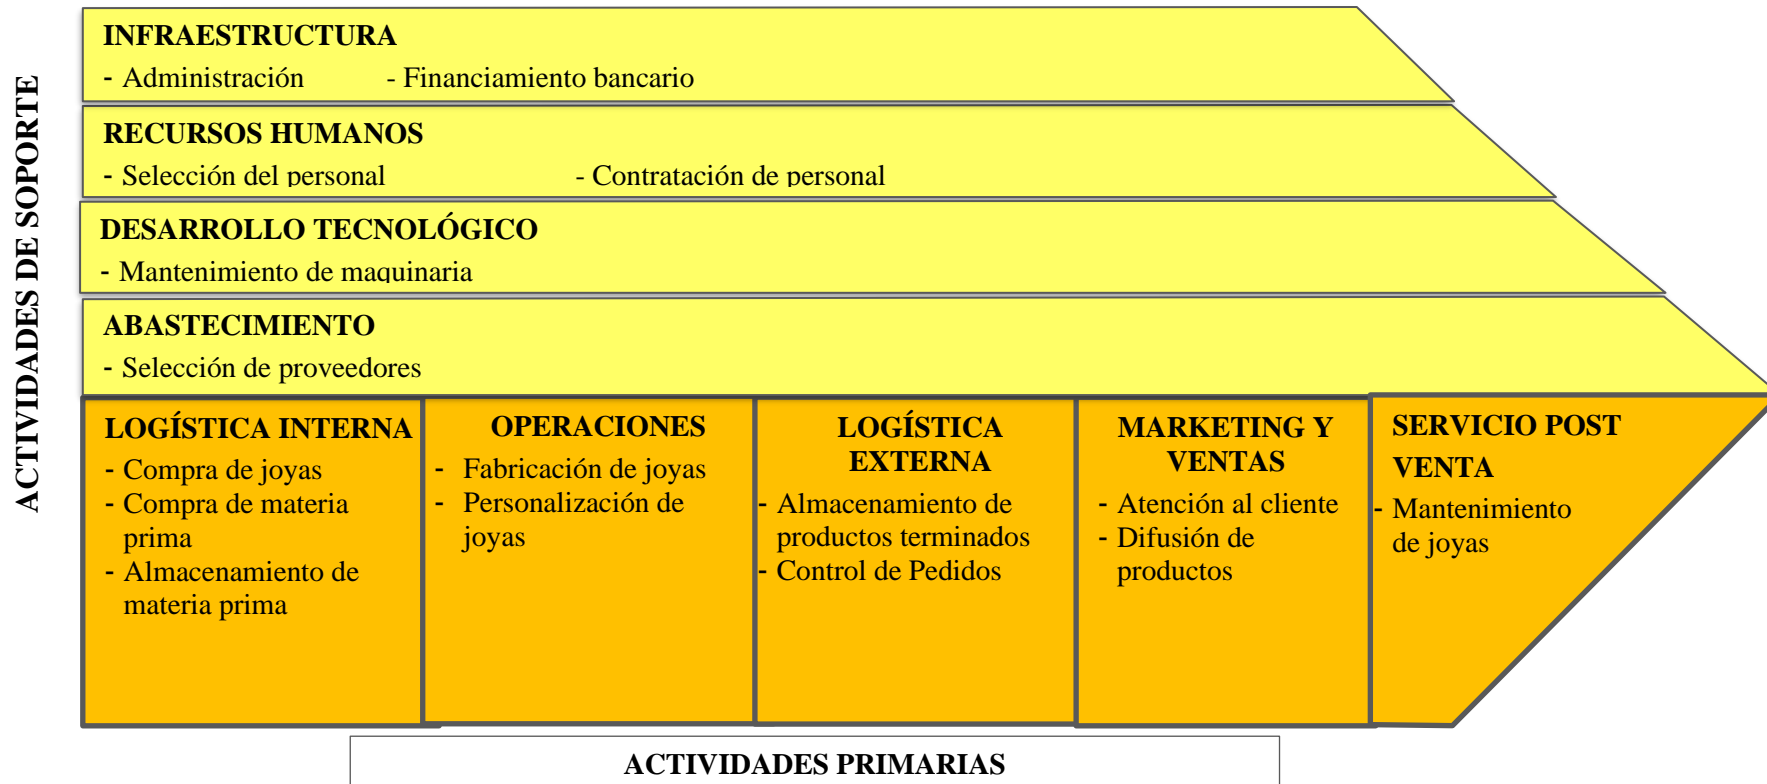 ACTIVIDADES DE SOPORTE
INFRAESTRUCTURA
- Administración - Financiamiento bancario
RECURSOS HUMANOS
- Selección del personal - Contratación de personal
DESARROLLO TECNOLÓGICO
- Mantenimiento de maquinaria
ABASTECIMIENTO
- Selección de proveedores
LOGÍSTICA INTERNA
- Compra de joyas
- Compra de materia
prima
- Almacenamiento de
materia prima
OPERACIONES
- Fabricación de joyas
- Personalización de
joyas
LOGÍSTICA
EXTERNA
- Almacenamiento de
productos terminados
- Control de Pedidos
MARKETING Y
VENTAS
- Atención al cliente
- Difusión de
productos
SERVICIO POST
VENTA
- Mantenimiento
de joyas
ACTIVIDADES PRIMARIAS